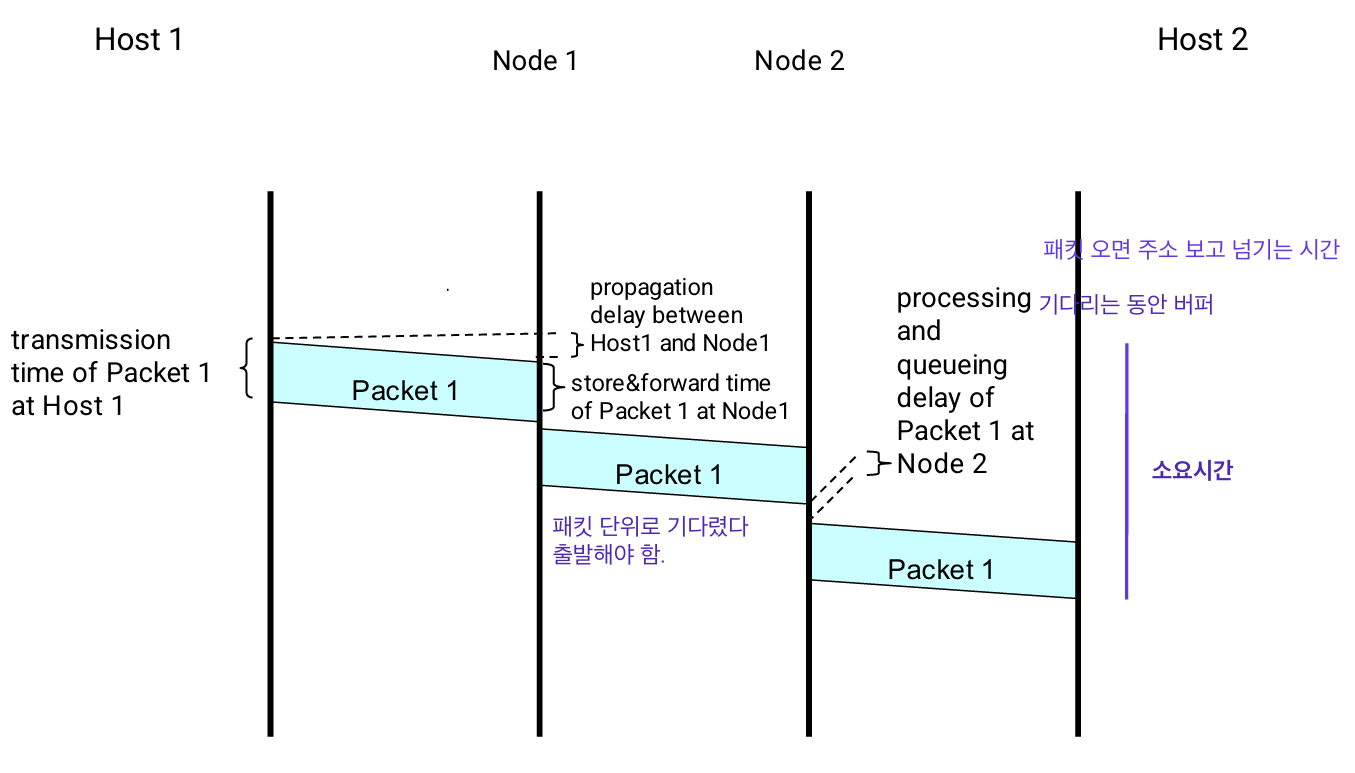 Host 1
Host 2
Node 1
Node 2
패킷 오면 주소 보고 넘기는 시간
propagation
delay between
Host1 and Node1
processing
and
queueing
delay of
Packet 1 at
Node 2
기다리는 동안 버퍼
transmission
time of Packet 1
at Host 1
Packet 1
store&forward time
of Packet 1 at Node1
Packet 1
소요시간
패킷 단위로 기다렸다
출발해야 함.
Packet 1